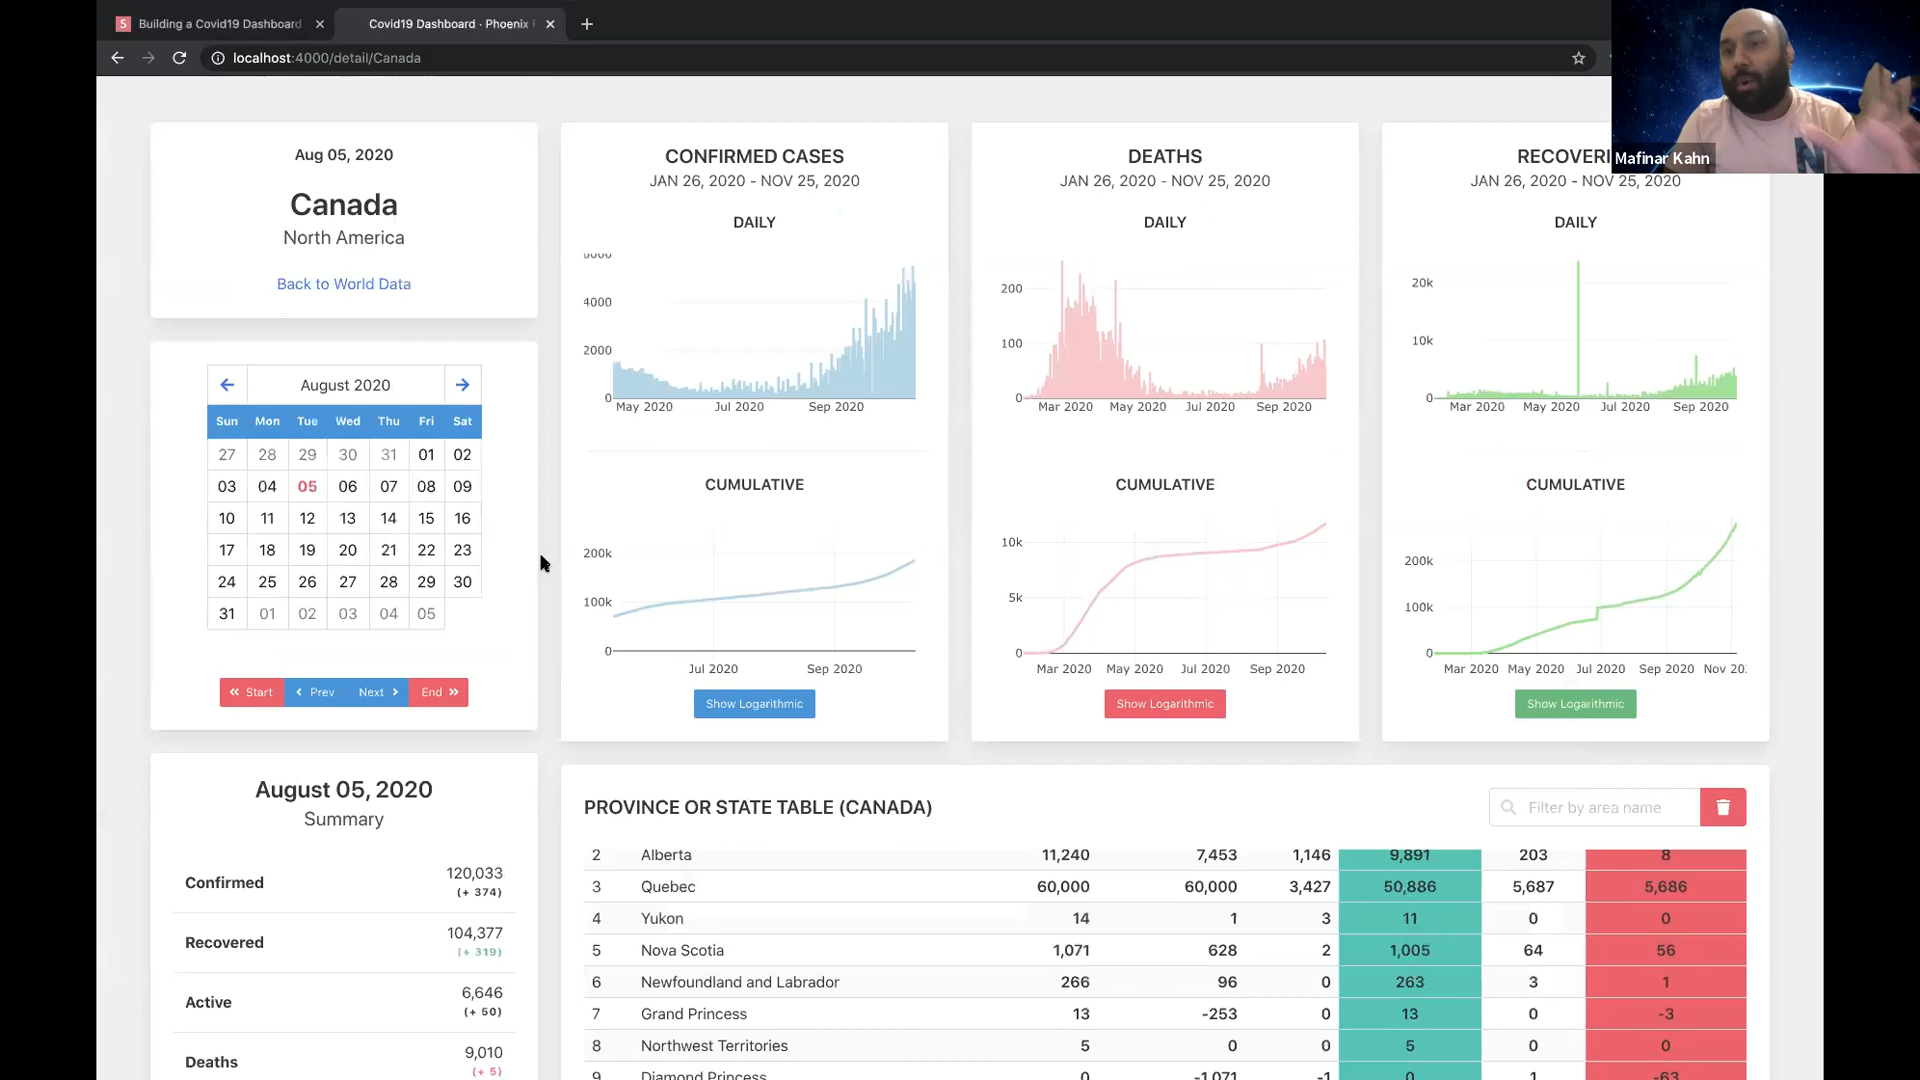 Building a Covid19 Dashboard
Covid19 Dashboard · Phoenix
localhost:4000/detail/Canada
Mafinar Kahn
Aug 05, 2020
Canada
North America
Back to World Data
August 2020
Sun Mon Tue Wed Thu Fri Sat
27 28 29 30 31 01 02
03 04 05 06 07 08 09
10 11 12 13 14 15 16
17 18 19 20 21 22 23
24 25 26 27 28 29 30
31 01 02 03 04 05
Start Prev Next End
August 05, 2020
Summary
Confirmed 120,033
(+ 374)
Recovered 104,377
(+ 319)
Active 6,646
(+ 50)
Deaths 9,010
(+ 5)
CONFIRMED CASES
JAN 26, 2020 - NOV 25, 2020
DAILY
6000
4000
2000
0
May 2020 Jul 2020 Sep 2020
CUMULATIVE
200k
100k
0
Jul 2020 Sep 2020
Show Logarithmic
DEATHS
JAN 26, 2020 - NOV 25, 2020
DAILY
200
100
0
Mar 2020 May 2020 Jul 2020 Sep 2020
CUMULATIVE
10k
5k
0
Mar 2020 May 2020 Jul 2020 Sep 2020
Show Logarithmic
RECOVERI
JAN 26, 2020 - NOV 25, 2020
DAILY
20k
10k
0
Mar 2020 May 2020 Jul 2020 Sep 2020
CUMULATIVE
200k
100k
0
Mar 2020 May 2020 Jul 2020 Sep 2020 Nov 20
Show Logarithmic
PROVINCE OR STATE TABLE (CANADA)
Filter by area name
2 Alberta 11,240 7,453 1,146 9,891 203 8
3 Quebec 60,000 60,000 3,427 50,886 5,687 5,686
4 Yukon 14 1 3 11 0 0
5 Nova Scotia 1,071 628 2 1,005 64 56
6 Newfoundland and Labrador 266 96 0 263 3 1
7 Grand Princess 13 -253 0 13 0 -3
8 Northwest Territories 5 0 0 5 0 0
9 Diamond Princess 0 -1,071 -1 0 1 -63